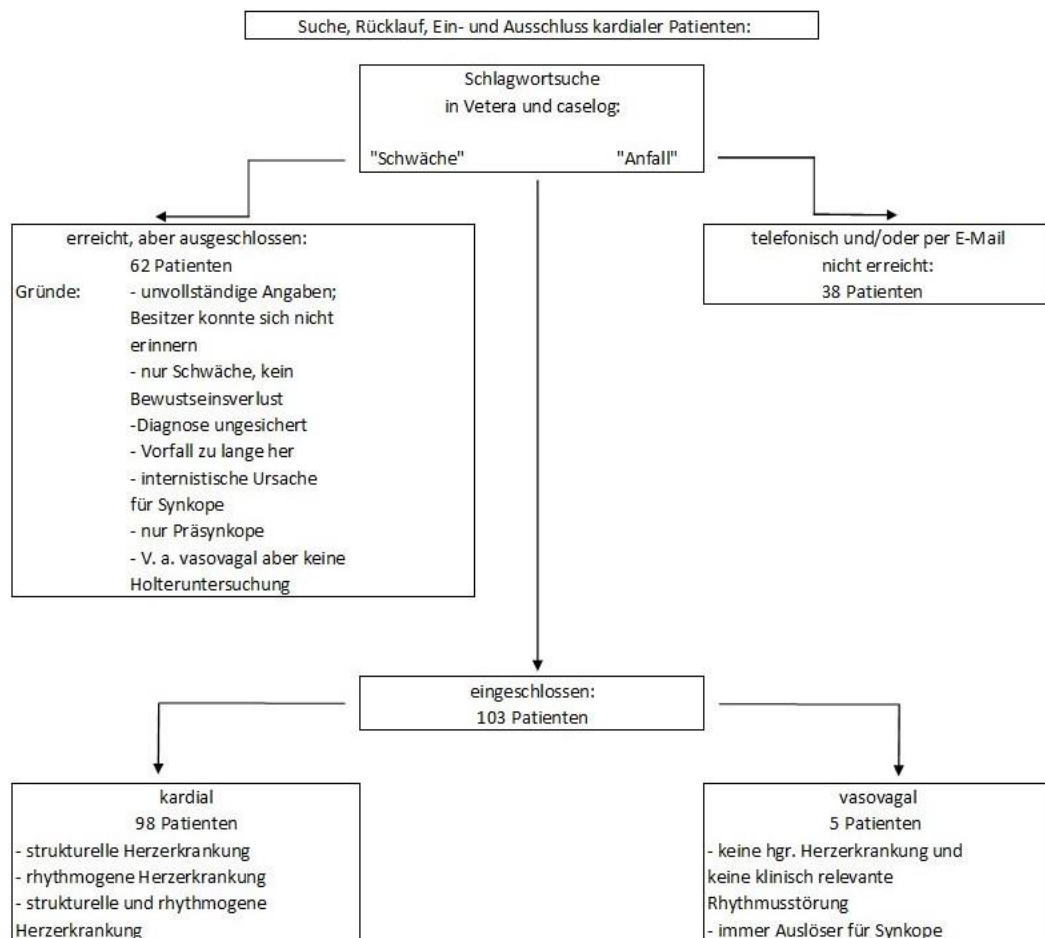 Suche, Rücklauf, Ein- und Ausschluss kardialer Patienten:
Schlagwortsuche
in Vetera und caselog:
"Schwäche" "Anfall"
erreicht, aber ausgeschlossen:
62 Patienten
Gründe: - unvollständige Angaben;
Besitzer konnte sich nicht
erinnern
- nur Schwäche, kein
Bewustseinsverlust
-Diagnose ungesichert
- Vorfall zu lange her
- internistische Ursache
für Synkope
- nur Präsynkope
- V. a. vasovagal aber keine
Holteruntersuchung
telefonisch und/oder per E-Mail
nicht erreicht:
38 Patienten
eingeschlossen:
103 Patienten
kardial
98 Patienten
- strukturelle Herzerkrankung
- rhythmogene Herzerkrankung
- strukturelle und rhythmogene
Herzerkrankung
vasovagal
5 Patienten
- keine hgr. Herzerkrankung und
keine klinisch relevante
Rhythmusstörung
- immer Auslöser für Synkope